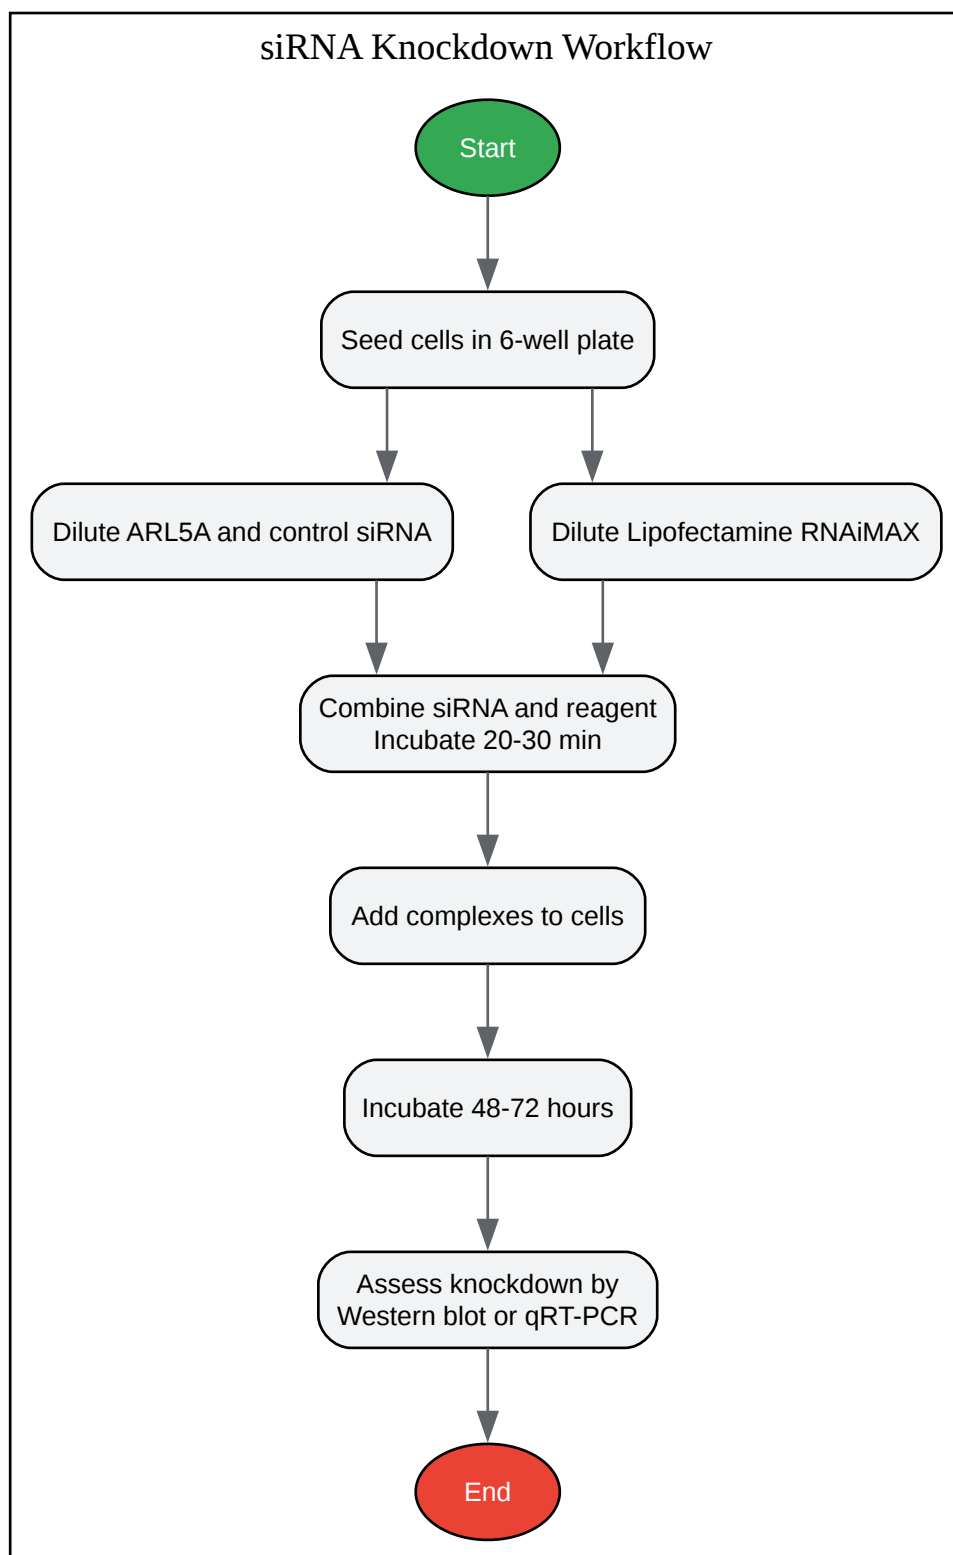 siRNA Knockdown Workflow
Start
Seed cells in 6-well plate
Dilute ARL5A and control siRNA
Dilute Lipofectamine RNAiMAX
Combine siRNA and reagent
Incubate 20-30 min
Add complexes to cells
Incubate 48-72 hours
Assess knockdown by
Western blot or qRT-PCR
End